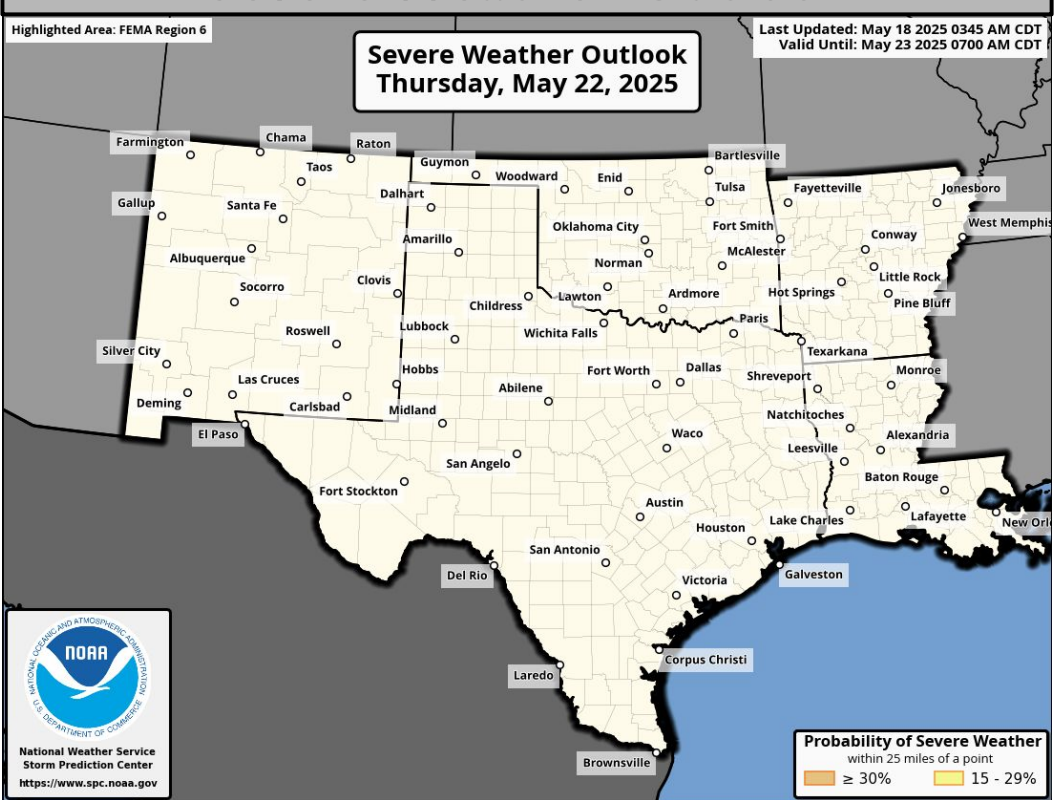 Highlighted Area: FEMA Region 6
Severe Weather Outlook
Thursday, May 22, 2025
Last Updated: May 18 2025 0345 AM CDT
Valid Until: May 23 2025 0700 AM CDT
Farmington
Chama
Raton
Guymon
Bartlesville
Taos
Woodward
Enid
Tulsa
Fayetteville
Jonesboro
Gallup
Santa Fe
Dalhart
Oklahoma City
Fort Smith
West Memphis
Albuquerque
Amarillo
Norman
McAlester
Conway
Socorro
Clovis
Childress
Lawton
Ardmore
Hot Springs
Little Rock
Pine Bluff
Roswell
Lubbock
Wichita Falls
Paris
Texarkana
Silver City
Las Cruces
Hobbs
Abilene
Fort Worth
Dallas
Shreveport
Monroe
Deming
Carlsbad
Midland
Natchitoches
El Paso
San Angelo
Waco
Leesville
Alexandria
Fort Stockton
Austin
Baton Rouge
Houston
Lake Charles
Lafayette
New Orl
Del Rio
San Antonio
Victoria
Galveston
Laredo
Corpus Christi
Brownsville
NATIONAL OCEANIC AND ATMOSPHERIC ADMINISTRATION
NOAA
U.S. DEPARTMENT OF COMMERCE
National Weather Service
Storm Prediction Center
https://www.spc.noaa.gov
Probability of Severe Weather
within 25 miles of a point
≥ 30%
15 - 29%